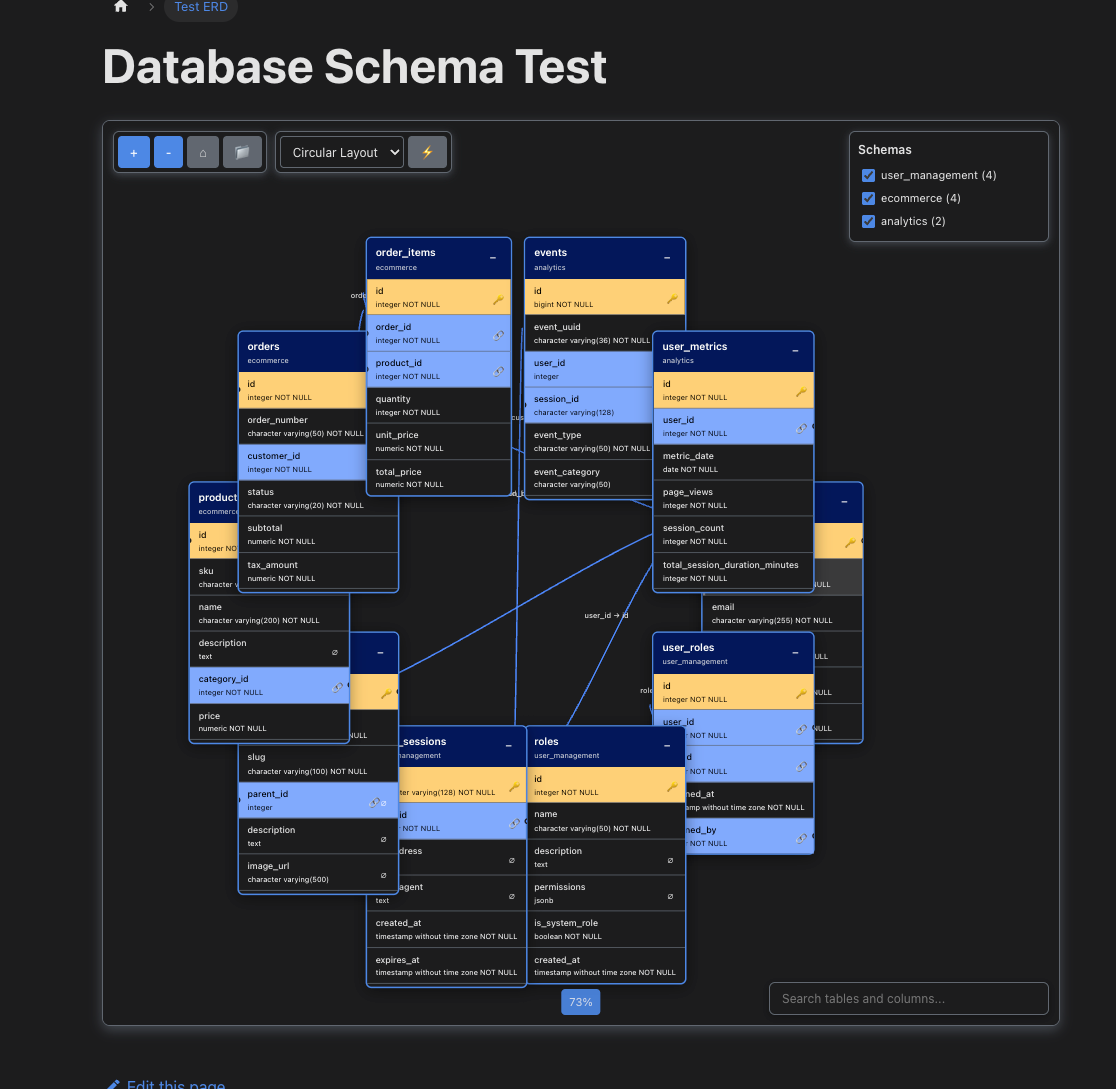 Test ERD
Database Schema Test
+
-
Circular Layout
Schemas
user_management (4)
ecommerce (4)
analytics (2)
order_items
ecommerce
id
integer NOT NULL
order_id
integer NOT NULL
product_id
integer NOT NULL
quantity
integer NOT NULL
unit_price
numeric NOT NULL
total_price
numeric NOT NULL
events
analytics
id
bigint NOT NULL
event_uuid
character varying(36) NOT NULL
user_id
integer
session_id
character varying(128)
event_type
character varying(50) NOT NULL
event_category
character varying(50)
orders
ecommerce
id
integer NOT NULL
order_number
character varying(50) NOT NULL
customer_id
integer NOT NULL
status
character varying(20) NOT NULL
subtotal
numeric NOT NULL
tax_amount
numeric NOT NULL
user_metrics
analytics
id
integer NOT NULL
user_id
integer NOT NULL
metric_date
date NOT NULL
page_views
integer NOT NULL
session_count
integer NOT NULL
total_session_duration_minutes
integer NOT NULL
product
ecommerce
id
integer NO
sku
name
character varying(200) NOT NULL
description
text
category_id
integer NOT NULL
price
numeric NOT NULL
email
character varying(255) NOT NULL
user_id → id
user_roles
user_management
id
integer NOT NULL
user_id
NOT NULL
NOT NULL
ned_at
amp without time zone NOT NULL
ned_by
NOT NULL
slug
character varying(100) NOT NULL
parent_id
integer
description
text
image_url
character varying(500)
_sessions
anagement
ter varying(128) NOT NULL
id
NOT NULL
dress
agent
text
created_at
timestamp without time zone NOT NULL
expires_at
timestamp without time zone NOT NULL
roles
user_management
id
integer NOT NULL
name
character varying(50) NOT NULL
description
text
permissions
jsonb
is_system_role
boolean NOT NULL
created_at
timestamp without time zone NOT NULL
73%
Search tables and columns...
Edit this page